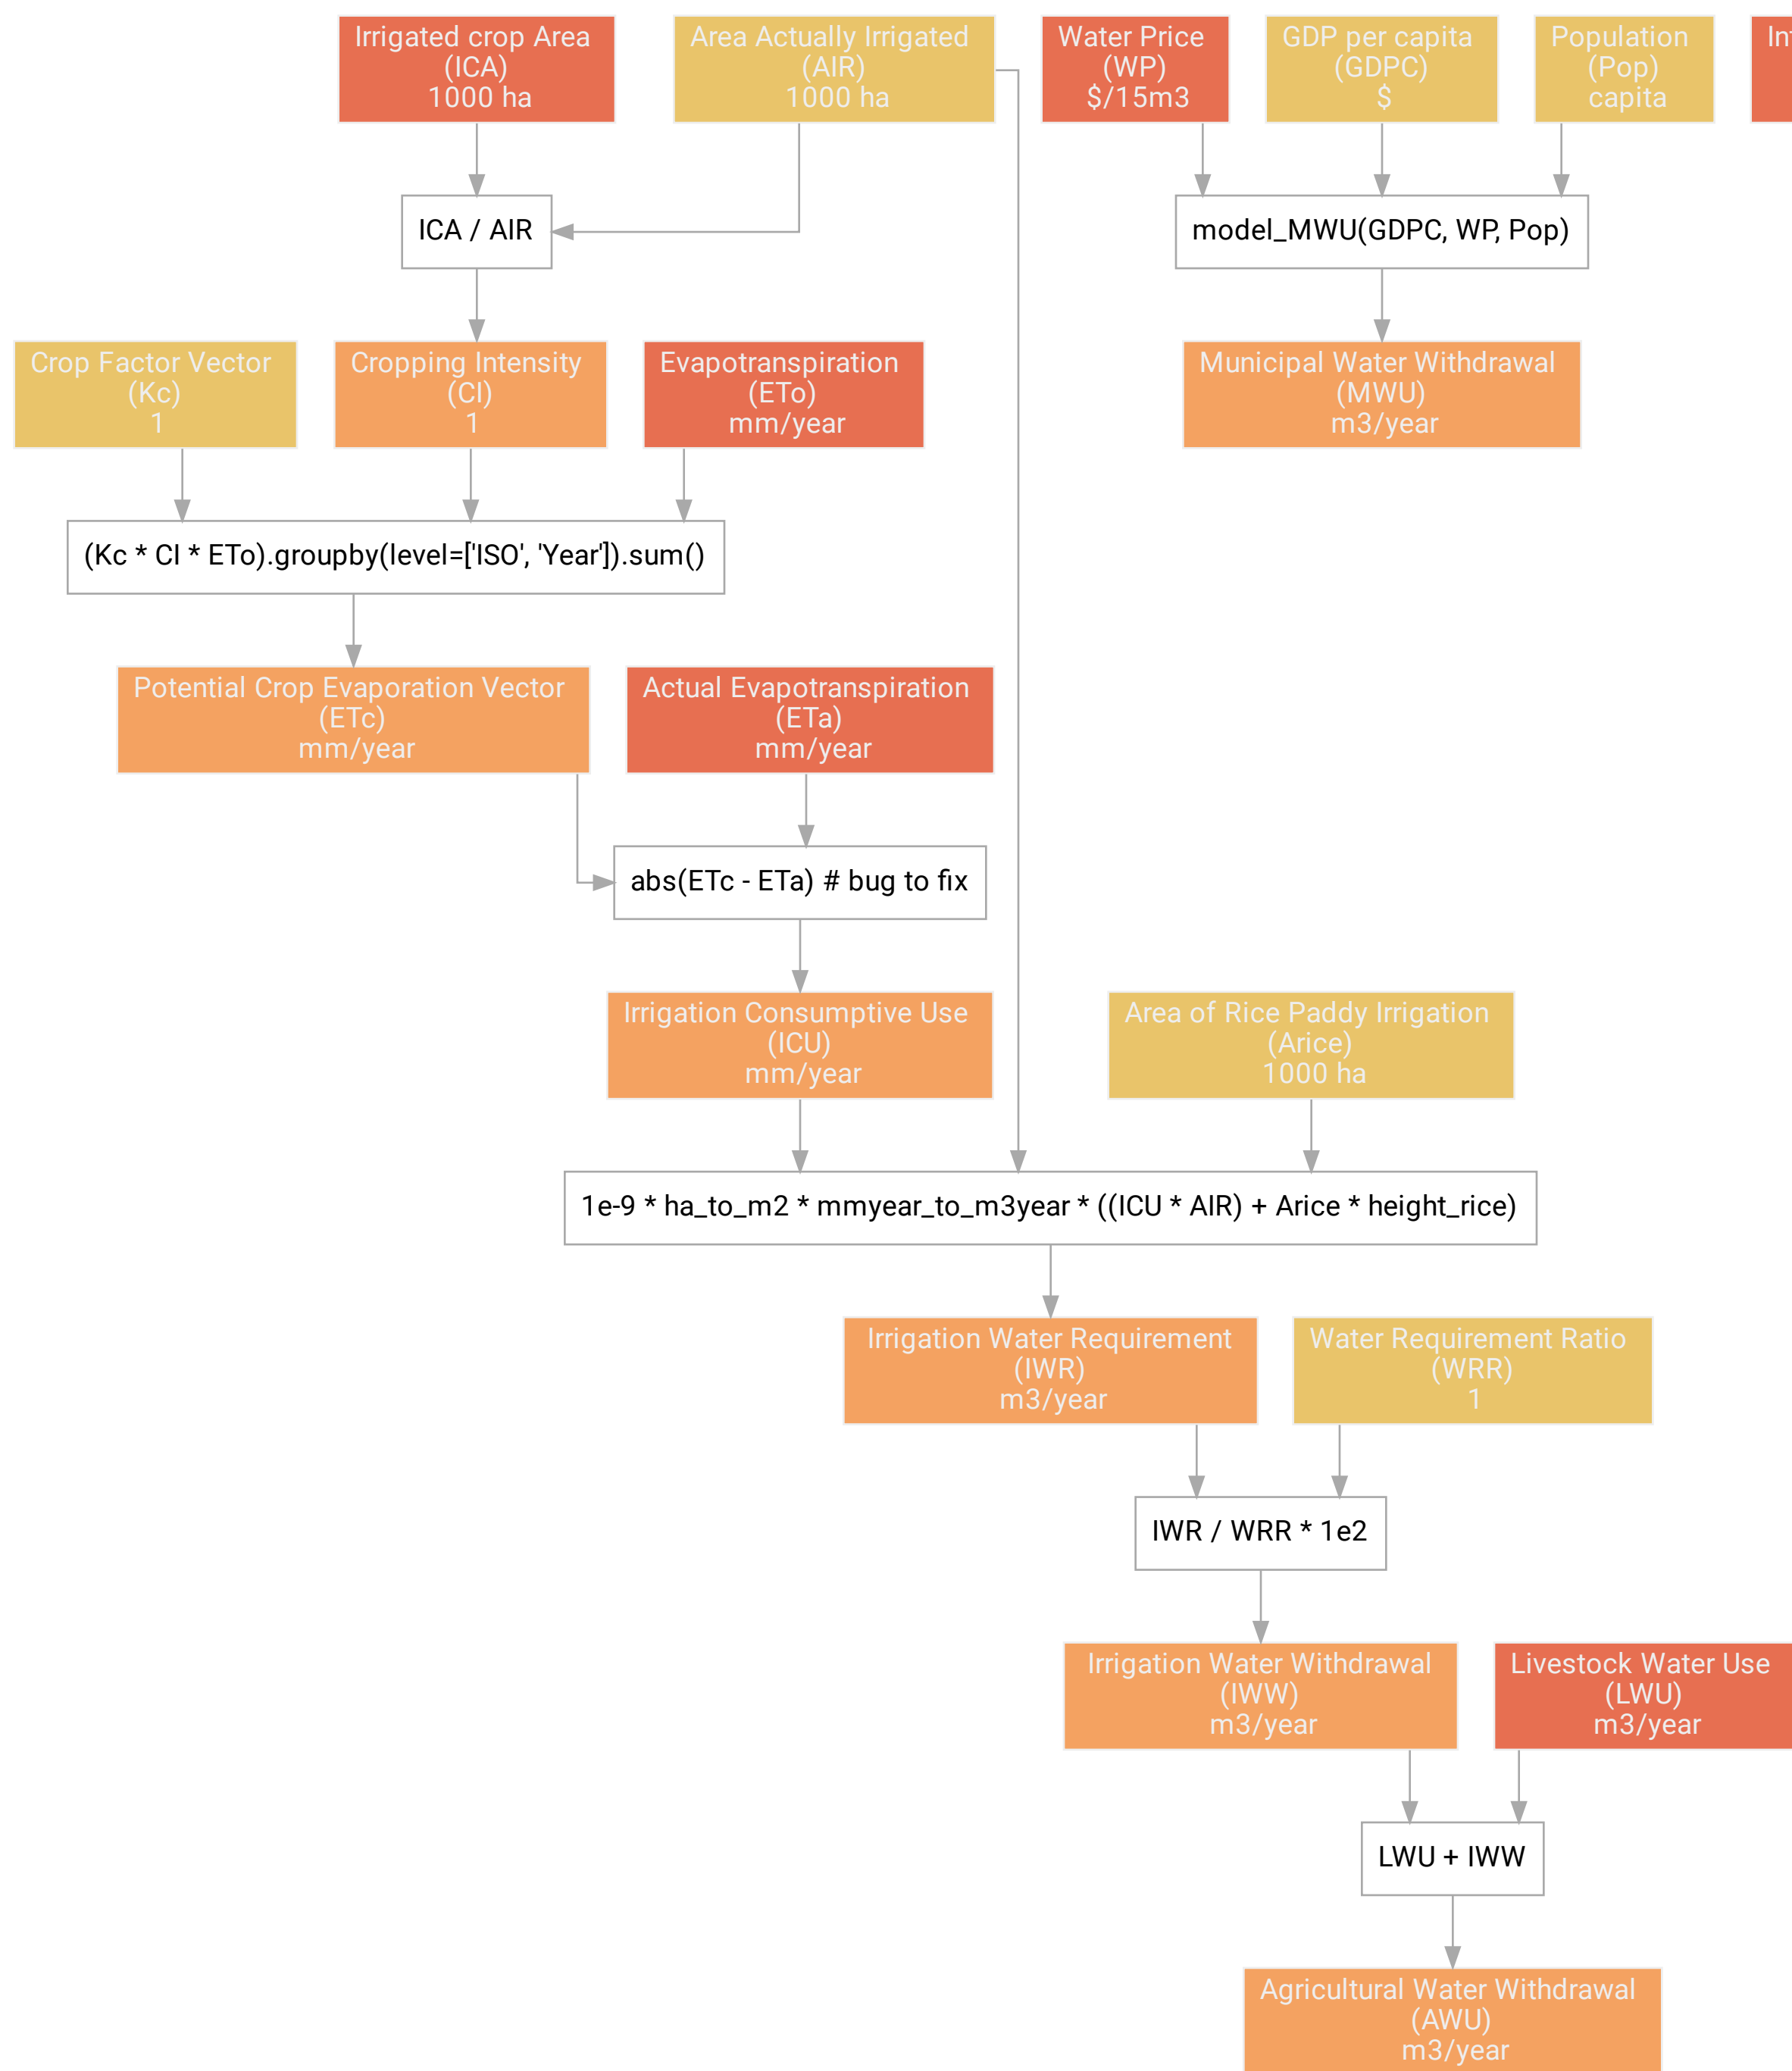 Irrigated crop Area
(ICA)
1000 ha
Area Actually Irrigated
(AIR)
1000 ha
Water Price
(WP)
$/15m3
GDP per capita
(GDPC)
$
Population
(Pop)
capita
ICA / AIR
model_MWU(GDPC, WP, Pop)
Crop Factor Vector
(Kc)
1
Cropping Intensity
(CI)
1
Evapotranspiration
(ETo)
mm/year
Municipal Water Withdrawal
(MWU)
m3/year
(Kc * CI * ETo).groupby(level=['ISO', 'Year']).sum()
Potential Crop Evaporation Vector
(ETc)
mm/year
Actual Evapotranspiration
(ETa)
mm/year
abs(ETc - ETa) # bug to fix
Irrigation Consumptive Use
(ICU)
mm/year
Area of Rice Paddy Irrigation
(Arice)
1000 ha
1e-9 * ha_to_m2 * mmyear_to_m3year * ((ICU * AIR) + Arice * height_rice)
Irrigation Water Requirement
(IWR)
m3/year
Water Requirement Ratio
(WRR)
1
IWR / WRR * 1e2
Irrigation Water Withdrawal
(IWW)
m3/year
Livestock Water Use
(LWU)
m3/year
LWU + IWW
Agricultural Water Withdrawal
(AWU)
m3/year